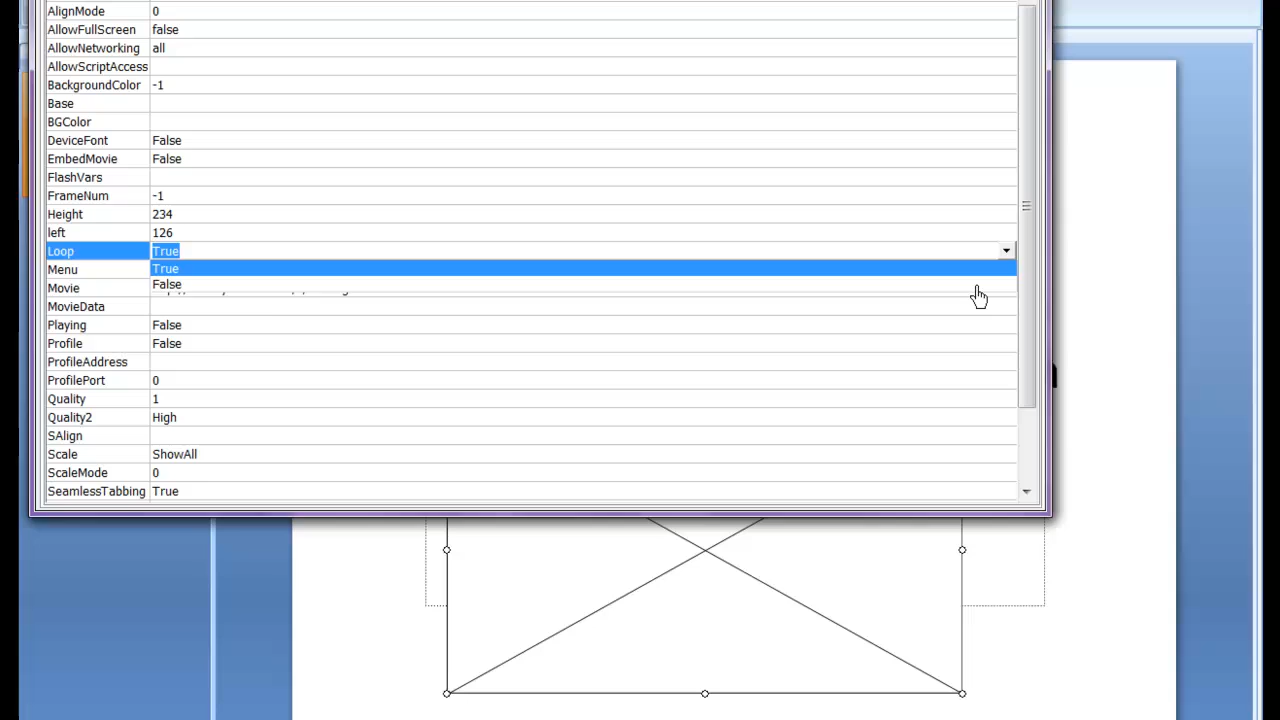 AlignMode 0
AllowFullScreen false
AllowNetworking all
AllowScriptAccess
BackgroundColor -1
Base
BGColor
DeviceFont False
EmbedMovie False
FlashVars
FrameNum -1
Height 234
left 126
Loop True
Menu True
Movie False
MovieData
Playing False
Profile False
ProfileAddress
ProfilePort 0
Quality 1
Quality2 High
SAlign
Scale ShowAll
ScaleMode 0
SeamlessTabbing True